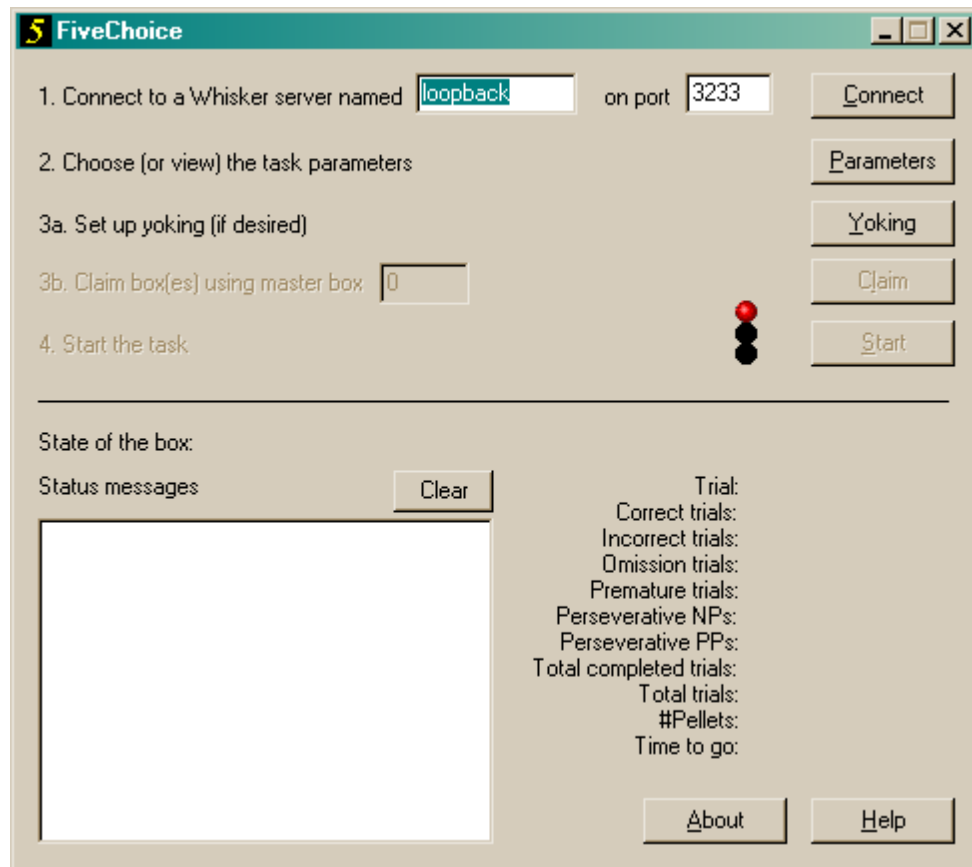 5 FiveChoice
1. Connect to a Whisker server named loopback on port 3233 Connect
2. Choose (or view) the task parameters Parameters
3a. Set up yoking (if desired) Yoking
3b. Claim box(es) using master box 0 Claim
4. Start the task Start
State of the box:
Status messages Clear
Trial:
Correct trials:
Incorrect trials:
Omission trials:
Premature trials:
Perseverative NPs:
Perseverative PPs:
Total completed trials:
Total trials:
#Pellets:
Time to go:
About Help